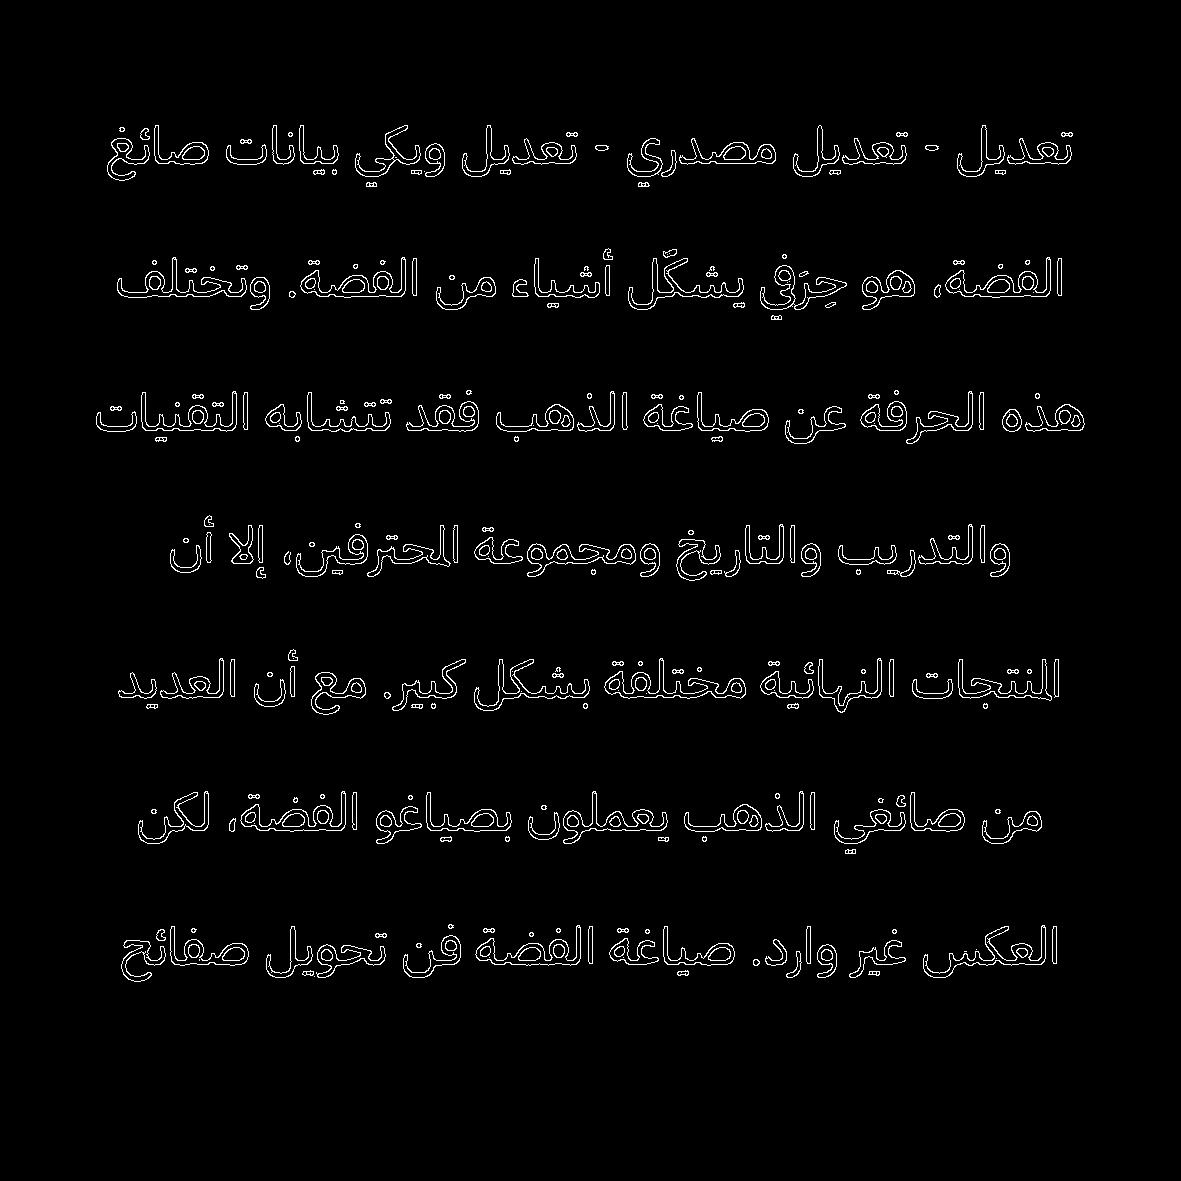 تعديل - تعديل مصدري - تعديل ويكي بيانات صائغ
الفضة، هو حِرَفي يشكّل أشياء من الفضة. وتختلف
هذه الحرفة عن صياغة الذهب فقد تتشابه التقنيات
والتدريب والتاريخ ومجموعة المحترفين، إلا أن
المنتجات النهائية مختلفة بشكل كبير. مع أن العديد
من صائغي الذهب يعملون بصياغو الفضة، لكن
العكس غير وارد. صياغة الفضة فن تحويل صفائح